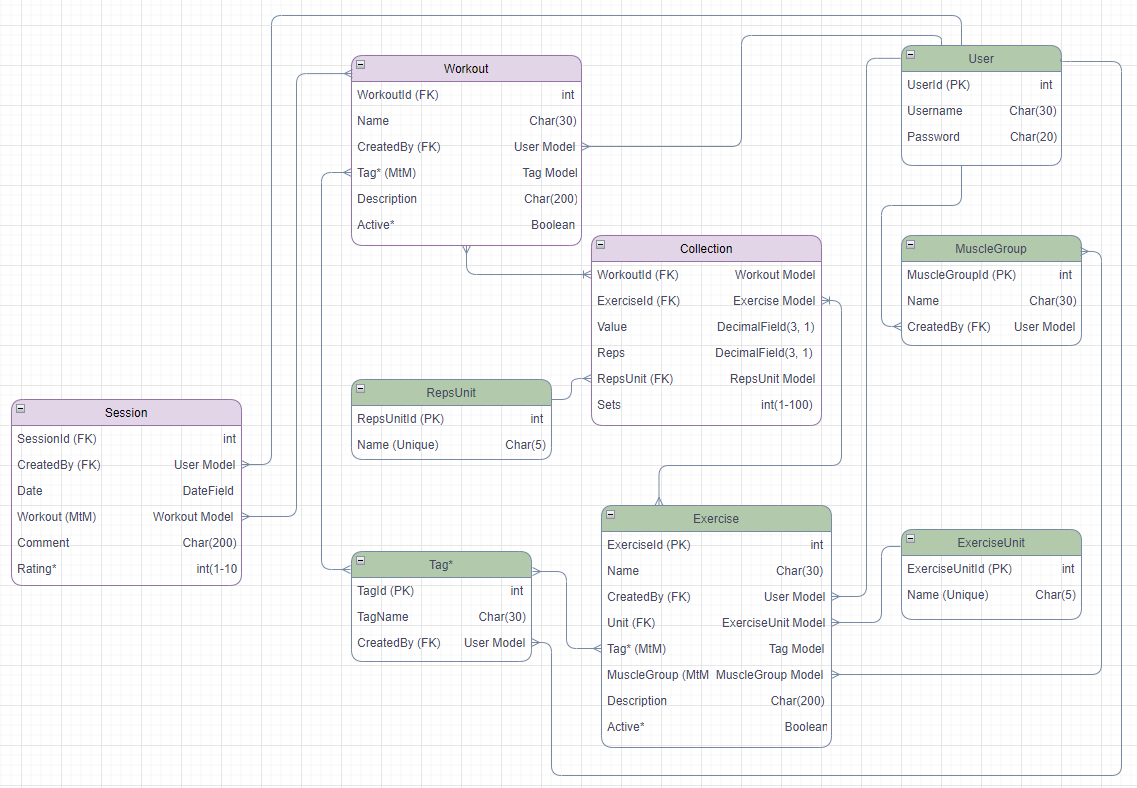 Workout
WorkoutId (FK) int
Name Char(30)
CreatedBy (FK) User Model
Tag* (MtM) Tag Model
Description Char(200)
Active* Boolean
User
UserId (PK) int
Username Char(30)
Password Char(20)
Collection
WorkoutId (FK) Workout Model
ExerciseId (FK) Exercise Model
Value DecimalField(3, 1)
Reps DecimalField(3, 1)
RepsUnit (FK) RepsUnit Model
Sets int(1-100)
MuscleGroup
MuscleGroupId (PK) int
Name Char(30)
CreatedBy (FK) User Model
RepsUnit
RepsUnitId (PK) int
Name (Unique) Char(5)
Session
SessionId (FK) int
CreatedBy (FK) User Model
Date DateField
Workout (MtM) Workout Model
Comment Char(200)
Rating* int(1-10
Tag*
TagId (PK) int
TagName Char(30)
CreatedBy (FK) User Model
Exercise
ExerciseId (PK) int
Name Char(30)
CreatedBy (FK) User Model
Unit (FK) ExerciseUnit Model
Tag* (MtM) Tag Model
MuscleGroup (MtM MuscleGroup Model
Description Char(200)
Active* Boolean
ExerciseUnit
ExerciseUnitId (PK) int
Name (Unique) Char(5)